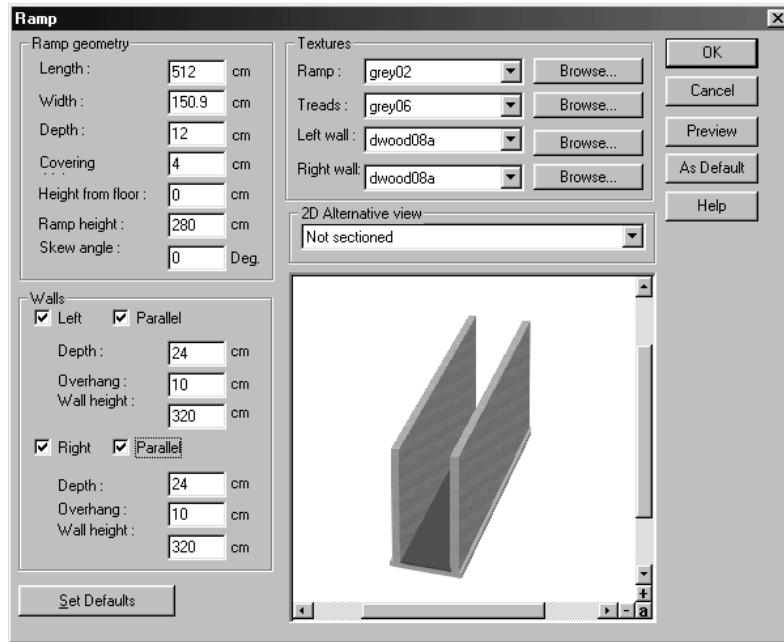 Ramp
Ramp geometry
Length : 512 cm
Width : 150.9 cm
Depth : 12 cm
Covering 4 cm
Height from floor : 0 cm
Ramp height : 280 cm
Skew angle : 0 Deg.
Walls
Left Parallel
Depth : 24 cm
Overhang : 10 cm
Wall height : 320 cm
Right Parallel
Depth : 24 cm
Overhang : 10 cm
Wall height : 320 cm
Set Defaults
Textures
Ramp : grey02 Browse...
Treads : grey06 Browse...
Left wall : dwood08a Browse...
Right wall: dwood08a Browse...
2D Alternative view
Not sectioned
+
- a
OK
Cancel
Preview
As Default
Help